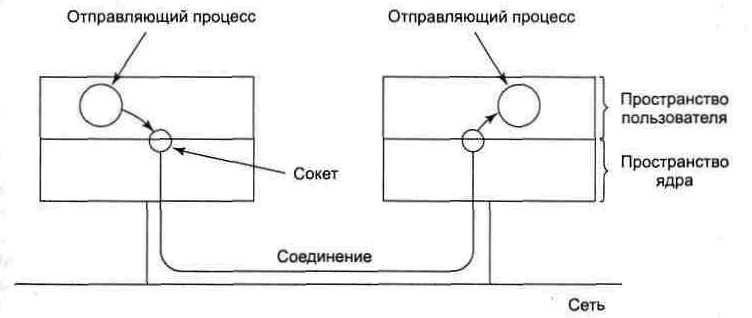 Отправляющий процесс
Отправляющий процесс
Пространство
пользователя
Сокет
Пространство
ядра
Соединение
Сеть